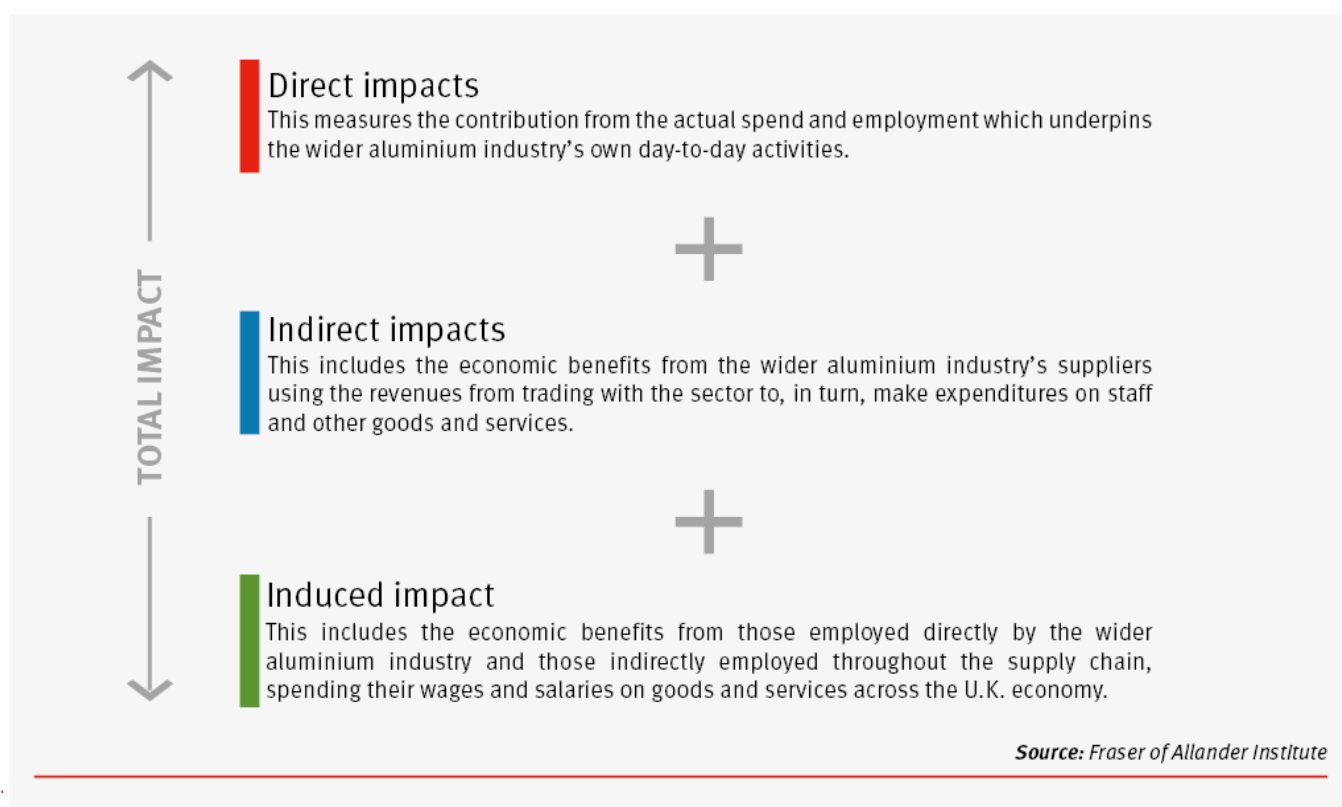 Direct impacts
This measures the contribution from the actual spend and employment which underpins
the wider aluminium industry's own day-to-day activities.
+
TOTAL IMPACT
Indirect impacts
This includes the economic benefits from the wider aluminium industry's suppliers
using the revenues from trading with the sector to, in turn, make expenditures on staff
and other goods and services.
+
Induced impact
This includes the economic benefits from those employed directly by the wider
aluminium industry and those indirectly employed throughout the supply chain,
spending their wages and salaries on goods and services across the U.K. economy.
Source: Fraser of Allander Institute